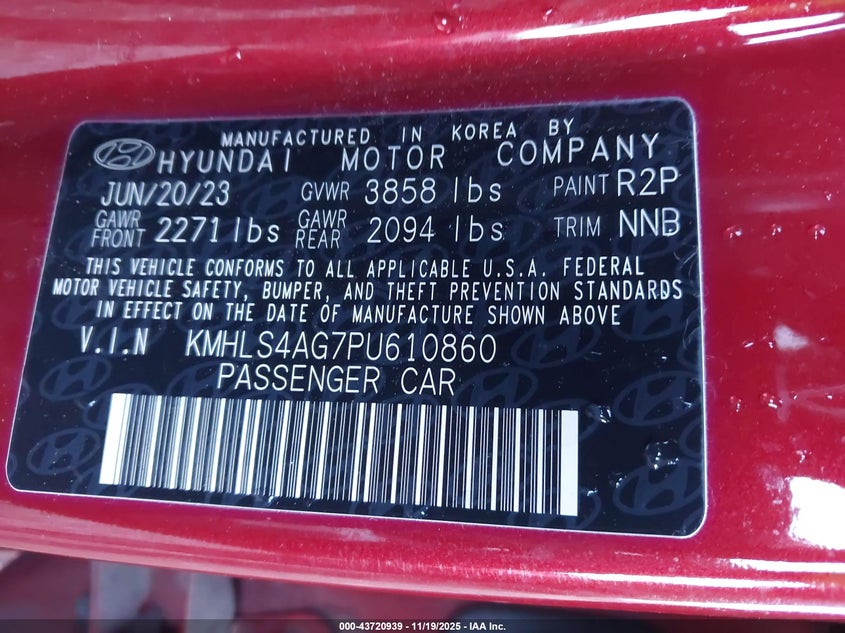 MANUFACTURED IN KOREA BY
HYUNDAI MOTOR COMPANY
JUN/20/23 GVWR 3858 lbs PAINT R2P
GAWR FRONT 2271 lbs GAWR REAR 2094 lbs TRIM NNB
THIS VEHICLE CONFORMS TO ALL APPLICABLE U.S.A. FEDERAL
MOTOR VEHICLE SAFETY, BUMPER, AND THEFT PREVENTION STANDARDS
IN EFFECT ON THE DATE OF MANUFACTURE SHOWN ABOVE
V.I.N KMHLS4AG7PU610860
PASSENGER CAR
000-43720939 - 11/19/2025 - IAA Inc.